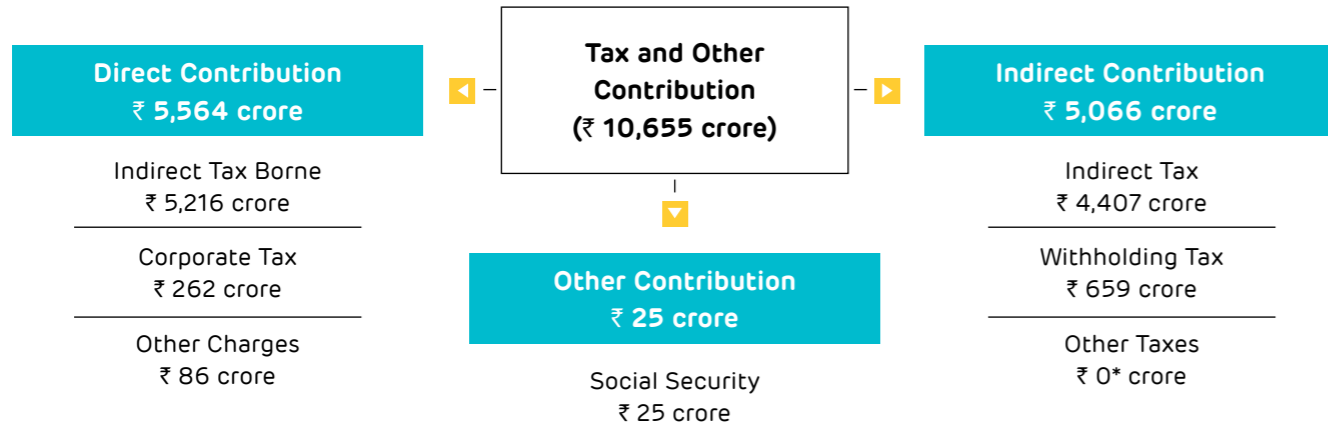 Tax and Other
Contribution
(₹ 10,655 crore)
Direct Contribution
₹ 5,564 crore
Indirect Tax Borne
₹ 5,216 crore
Corporate Tax
₹ 262 crore
Other Charges
₹ 86 crore
Other Contribution
₹ 25 crore
Social Security
₹ 25 crore
Indirect Contribution
₹ 5,066 crore
Indirect Tax
₹ 4,407 crore
Withholding Tax
₹ 659 crore
Other Taxes
₹ 0* crore